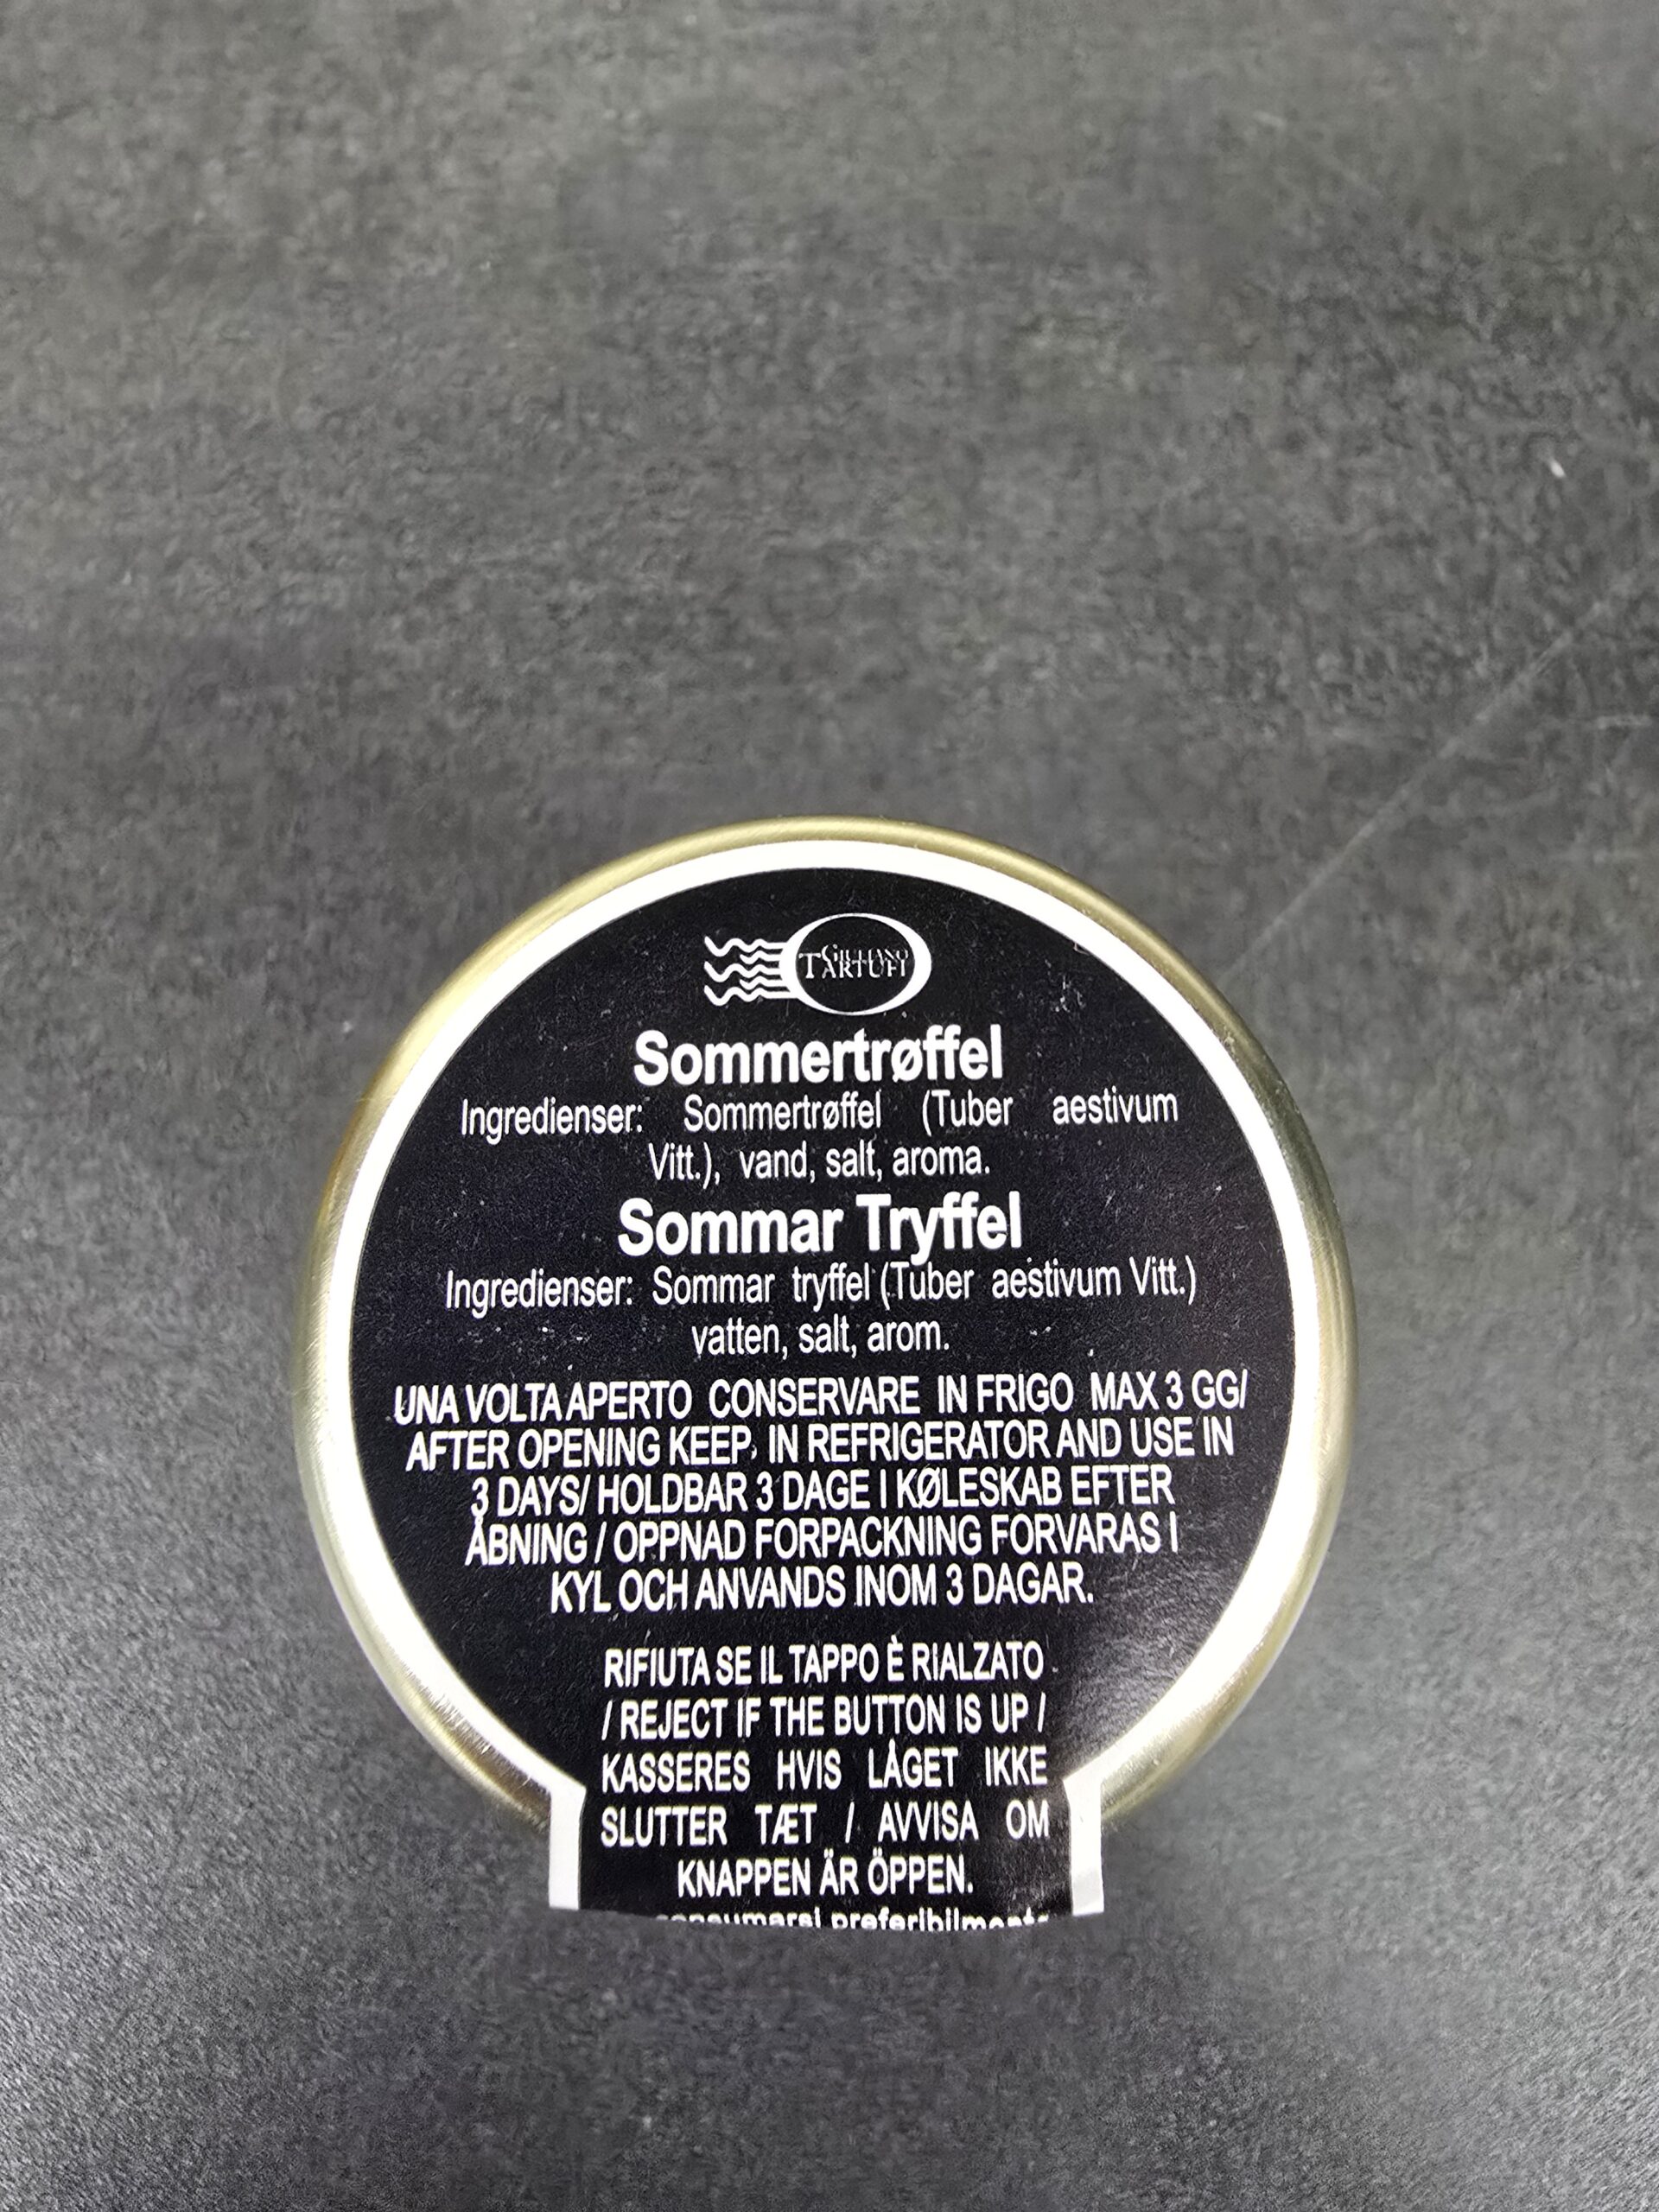 GIULIANO
TARTUFI
Sommertrøffel
Ingredienser: Sommertrøffel (Tuber aestivum
Vitt.), vand, salt, aroma.
Sommar Tryffel
Ingredienser: Sommar tryffel (Tuber aestivum Vitt.)
vatten, salt, arom.
UNA VOLTA APERTO CONSERVARE IN FRIGO MAX 3 GG/
AFTER OPENING KEEP IN REFRIGERATOR AND USE IN
3 DAYS/ HOLDBAR 3 DAGE I KØLESKAB EFTER
ÅBNING / OPPNAD FORPACKNING FORVARAS I
KYL OCH ANVANDS INOM 3 DAGAR.
RIFIUTA SE IL TAPPO È RIALZATO
/ REJECT IF THE BUTTON IS UP /
KASSERES HVIS LÅGET IKKE
SLUTTER TÆT / AVVISA OM
KNAPPEN ÄR ÖPPEN.
consumarsi preferibilmente